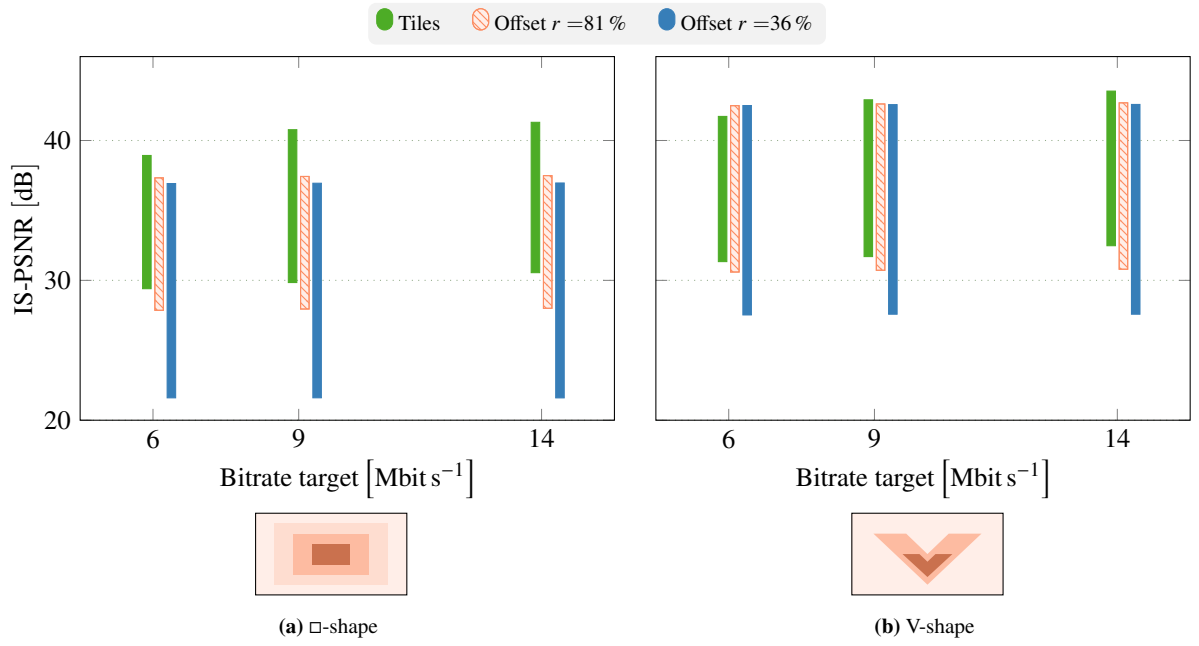 Tiles Offset r =81 % Offset r =36 %
IS-PSNR [dB]
40
30
20
6 9 14
Bitrate target [Mbit s⁻¹]
6 9 14
Bitrate target [Mbit s⁻¹]
(a) □-shape
(b) V-shape